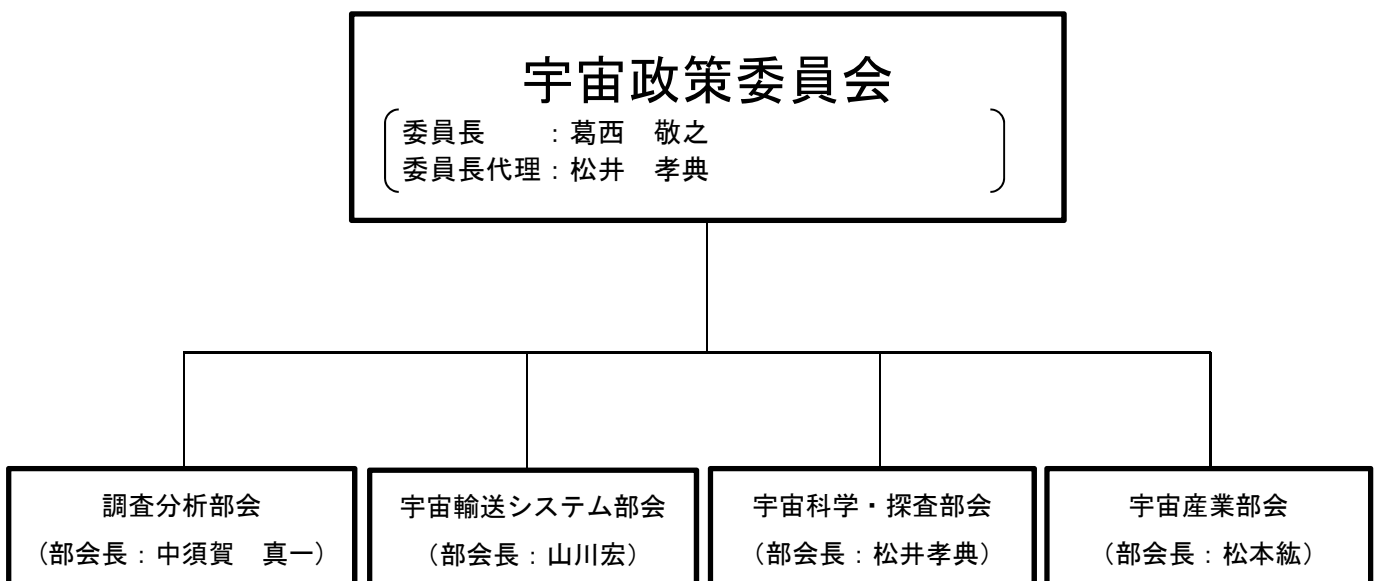 宇宙政策委員会
委員長　　：葛西　敬之
委員長代理：松井　孝典
調査分析部会
（部会長：中須賀　真一）
宇宙輸送システム部会
（部会長：山川宏）
宇宙科学・探査部会
（部会長：松井孝典）
宇宙産業部会
（部会長：松本紘）